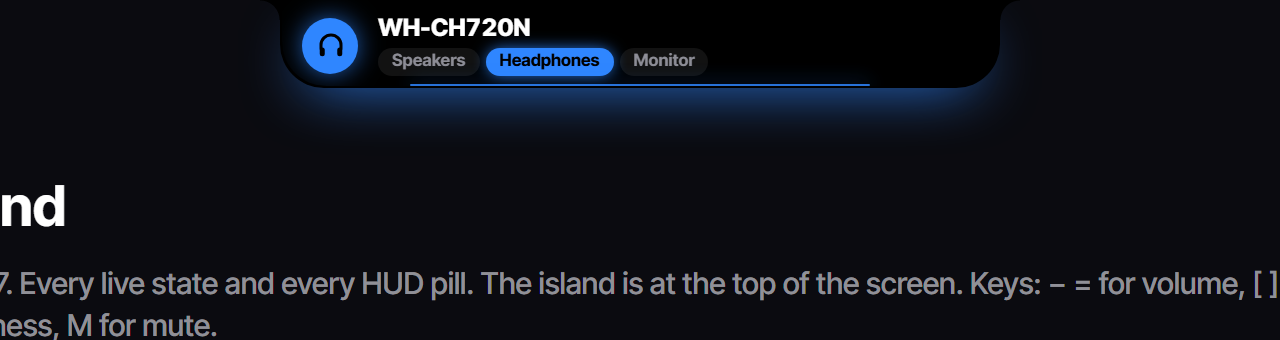 WH-CH720N
Speakers Headphones Monitor
nd
7. Every live state and every HUD pill. The island is at the top of the screen. Keys: − = for volume, [ ]
ness, M for mute.